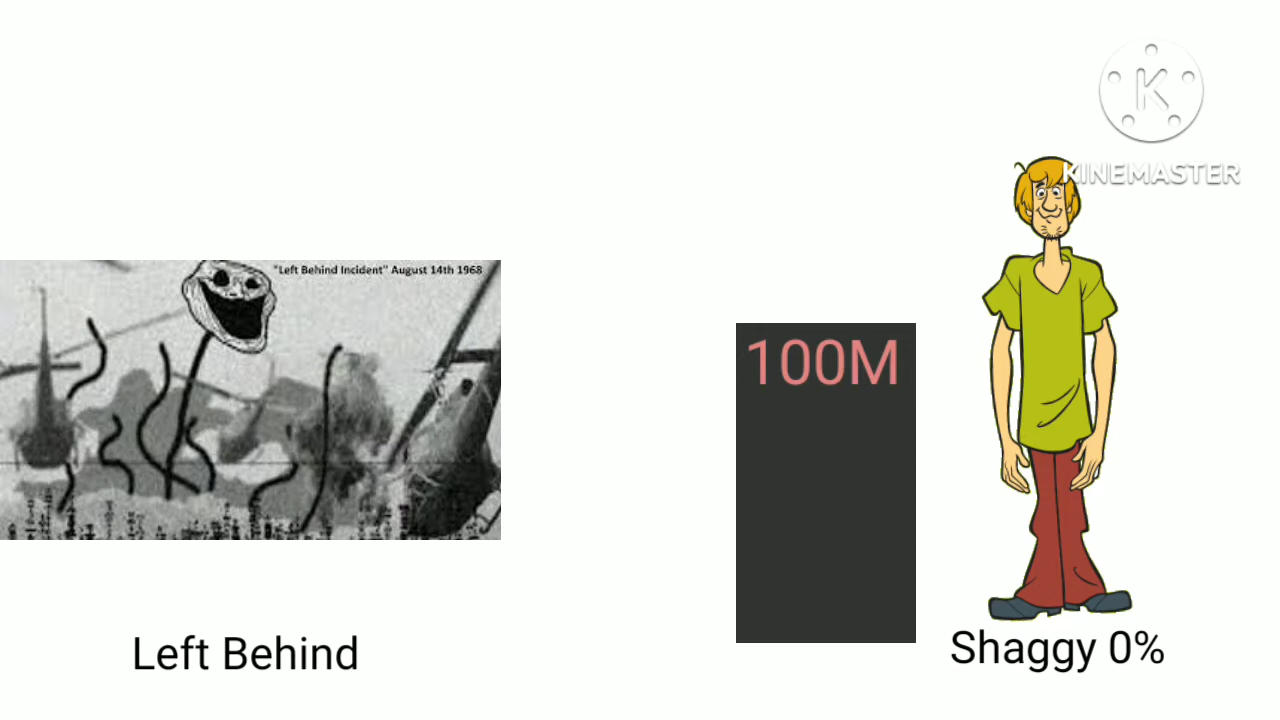 K
KINEMASTER
"Left Behind Incident" August 14th 1968
100M
Left Behind
Shaggy 0%